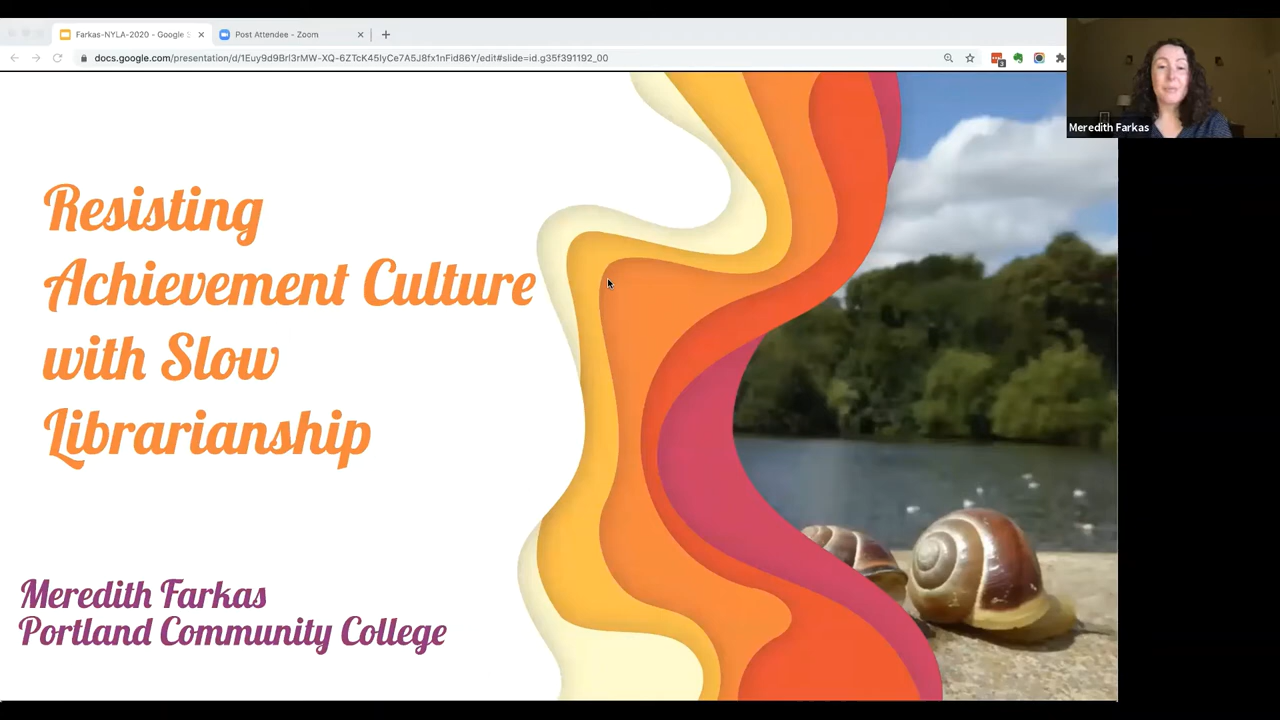 Farkas-NYLA-2020 - Google S
Post Attendee - Zoom
docs.google.com/presentation/d/1Euy9d9Brl3rMW-XQ-6ZTcK45IyCe7A5J8fx1nFid86Y/edit#slide=id.g35f391192_00
Meredith Farkas
Resisting
Achievement Culture
with Slow
Librarianship
Meredith Farkas
Portland Community College